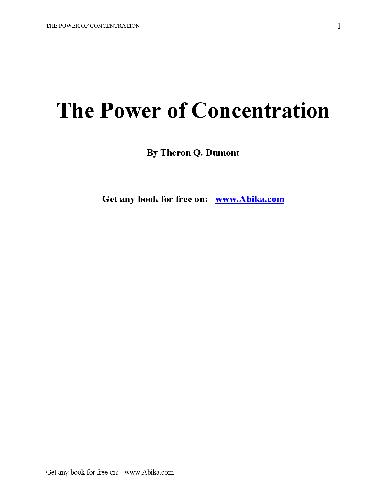 THE POWER OF CONCENTRATION 1
The Power of Concentration
By Theron Q. Dumont
Get any book for free on: www.Abika.com
Get any book for free on: www.Abika.com